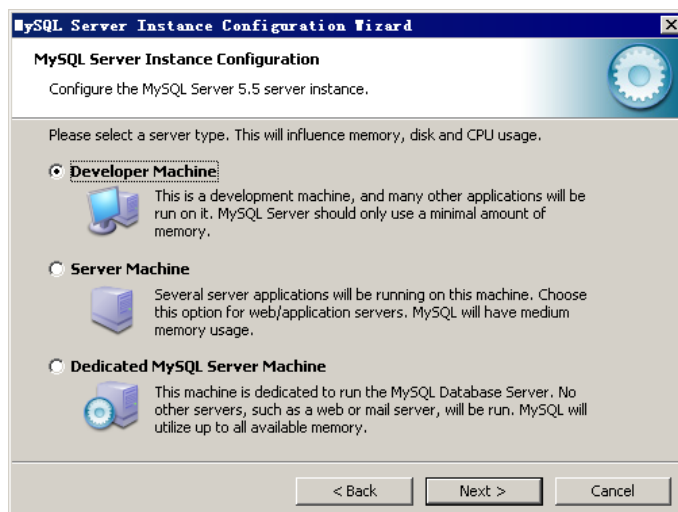 MySQL Server Instance Configuration Wizard
MySQL Server Instance Configuration
Configure the MySQL Server 5.5 server instance.
Please select a server type. This will influence memory, disk and CPU usage.
Developer Machine
This is a development machine, and many other applications will be
run on it. MySQL Server should only use a minimal amount of
memory.
Server Machine
Several server applications will be running on this machine. Choose
this option for web/application servers. MySQL will have medium
memory usage.
Dedicated MySQL Server Machine
This machine is dedicated to run the MySQL Database Server. No
other servers, such as a web or mail server, will be run. MySQL will
utilize up to all available memory.
< Back Next > Cancel